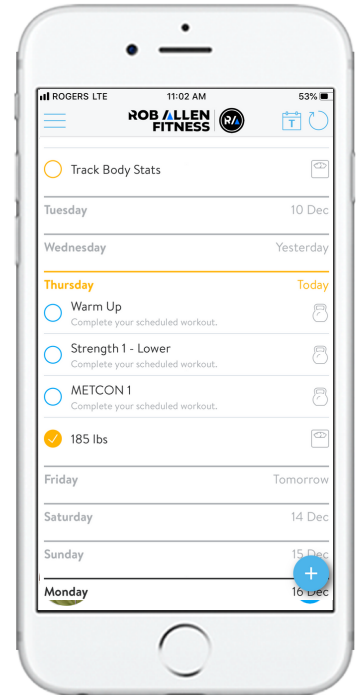 ROGERS LTE 11:02 AM 53%
ROB ALLEN
FITNESS R/A T
Track Body Stats
Tuesday 10 Dec
Wednesday Yesterday
Thursday Today
Warm Up
Complete your scheduled workout.
Strength 1 - Lower
Complete your scheduled workout.
METCON 1
Complete your scheduled workout.
185 lbs
Friday Tomorrow
Saturday 14 Dec
Sunday 15 Dec
+
Monday 16 Dec